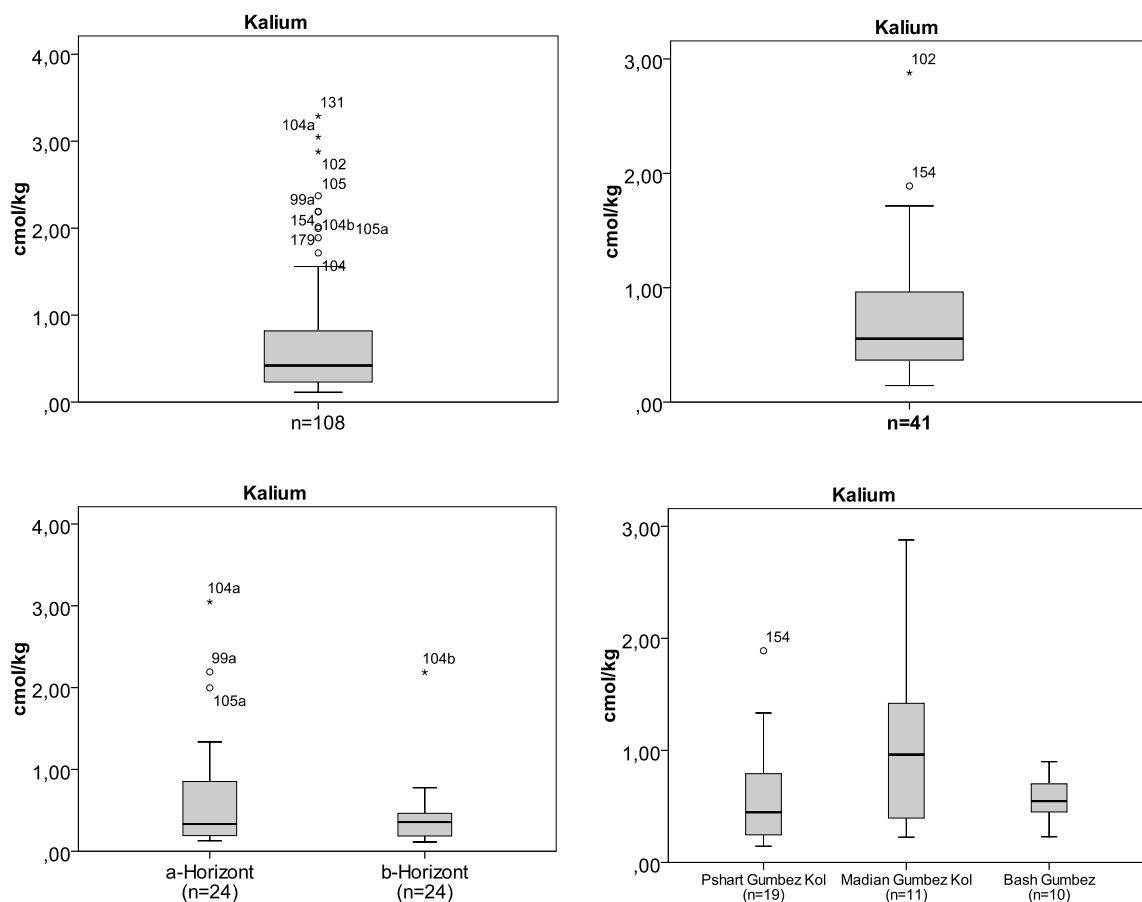 Kalium
4,00
3,00
2,00
1,00
,00
cmol/kg
131
104a
102
105
99a
154
104b
105a
179
104
n=108
Kalium
3,00
2,00
1,00
,00
cmol/kg
102
154
n=41
Kalium
4,00
3,00
2,00
1,00
,00
cmol/kg
104a
99a
105a
104b
a-Horizont
(n=24)
b-Horizont
(n=24)
Kalium
3,00
2,00
1,00
,00
cmol/kg
154
Pshart Gumbez Kol
(n=19)
Madian Gumbez Kol
(n=11)
Bash Gumbez
(n=10)